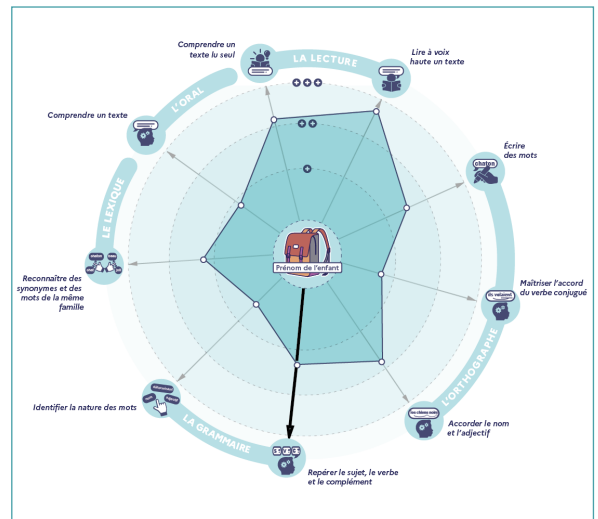 Comprendre un
texte lu seul
LA LECTURE
Lire à voix
haute un texte
L'ORAL
Comprendre un texte
Écrire
des mots
chaton
LE LEXIQUE
Prénom de l'enfant
Reconnaître des
synonymes et des
mots de la même
famille
Maîtriser l'accord
du verbe conjugué
L'ORTHOGRAPHE
Identifier la nature des mots
LA GRAMMAIRE
Accorder le nom
et l'adjectif
Repérer le sujet, le verbe
et le complément